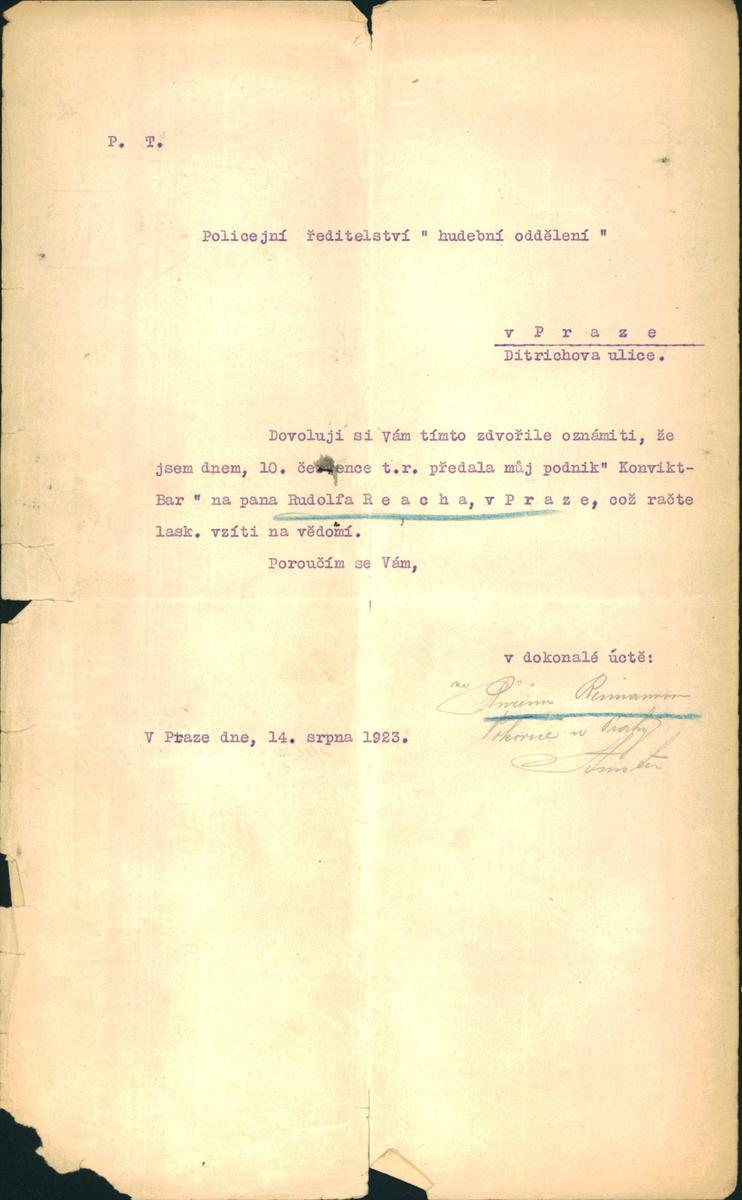 P. T.
Policejní ředitelství " hudební oddělení "
v P r a z e
Ditrichova ulice.
Dovoluji si Vám tímto zdvořile oznámiti, že
jsem dnem, 10. července t.r. předala můj podnik" Konvikt-
Bar " na pana Rudolfa R e a c h a, v P r a z e, což račte
lask. vzíti na vědomí.
Poroučím se Vám,
v dokonalé úctě:
V Praze dne, 14. srpna 1923.